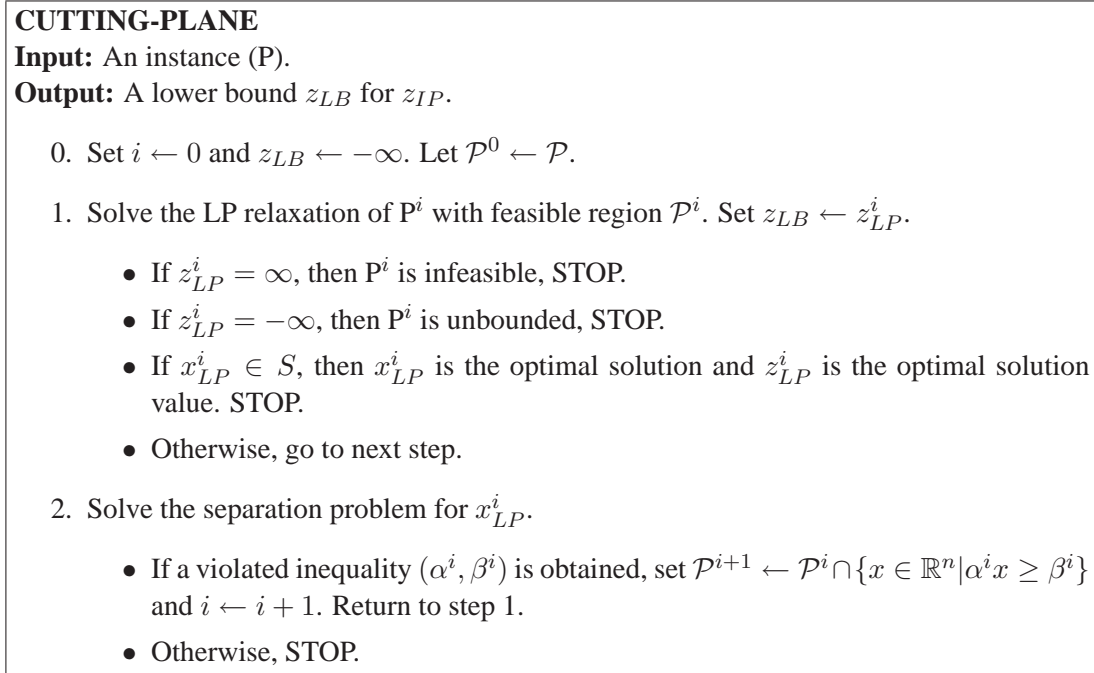 CUTTING-PLANE
Input: An instance (P).
Output: A lower bound z_{LB} for z_{IP}.
0. Set i ← 0 and z_{LB} ← −∞. Let 𝒫^0 ← 𝒫.
1. Solve the LP relaxation of P^i with feasible region 𝒫^i. Set z_{LB} ← z^i_{LP}.
• If z^i_{LP} = ∞, then P^i is infeasible, STOP.
• If z^i_{LP} = −∞, then P^i is unbounded, STOP.
• If x^i_{LP} ∈ S, then x^i_{LP} is the optimal solution and z^i_{LP} is the optimal solution
value. STOP.
• Otherwise, go to next step.
2. Solve the separation problem for x^i_{LP}.
• If a violated inequality (α^i, β^i) is obtained, set 𝒫^{i+1} ← 𝒫^i ∩ {x ∈ ℝ^n|α^i x ≥ β^i}
and i ← i + 1. Return to step 1.
• Otherwise, STOP.